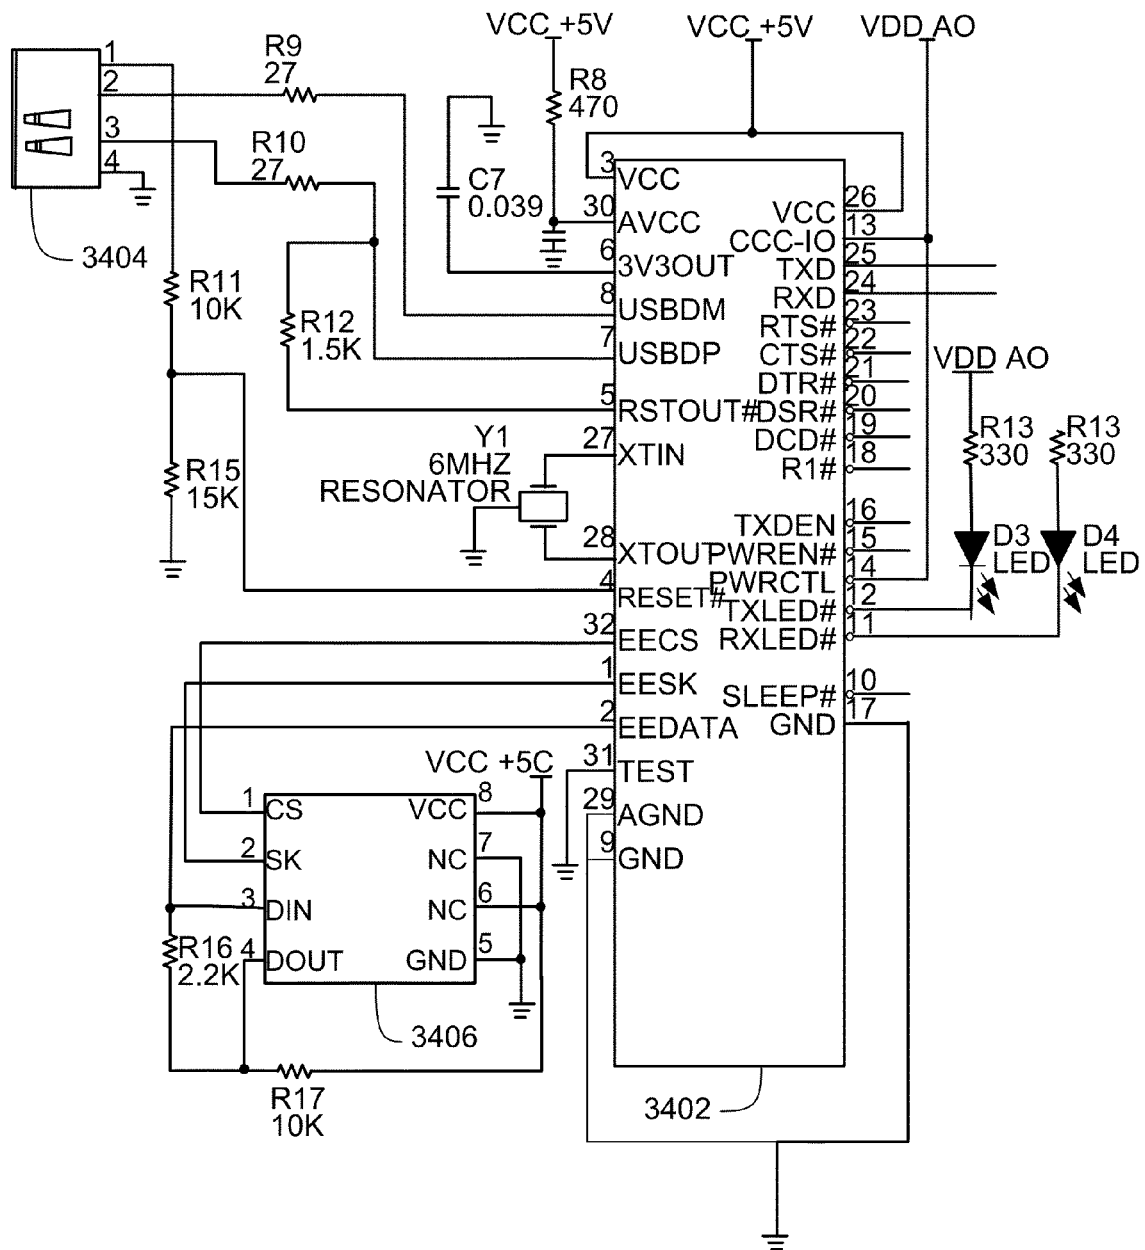 VCC +5V
VCC +5V
VDD AO
1
2
3
4
3404
R9
27
R10
27
R8
470
C7
0.039
R11
10K
R12
1.5K
R15
15K
Y1
6MHZ
RESONATOR
3
VCC
30
AVCC
6
3V3OUT
8
USBDM
7
USBDP
5
RSTOUT#
27
XTIN
28
XTOUT
4
RESET#
32
EECS
1
EESK
2
EEDATA
31
TEST
29
AGND
9
GND
26
VCC
13
CCC-IO
25
TXD
24
RXD
23
RTS#
22
CTS#
21
DTR#
20
DSR#
19
DCD#
18
R1#
16
TXDEN
15
PWREN#
14
PWRCTL
12
TXLED#
11
RXLED#
10
SLEEP#
17
GND
VDD AO
R13
330
R13
330
D3
LED
D4
LED
VCC +5C
1
CS
2
SK
3
DIN
4
DOUT
VCC
8
NC
7
NC
6
GND
5
R16
2.2K
3406
R17
10K
3402